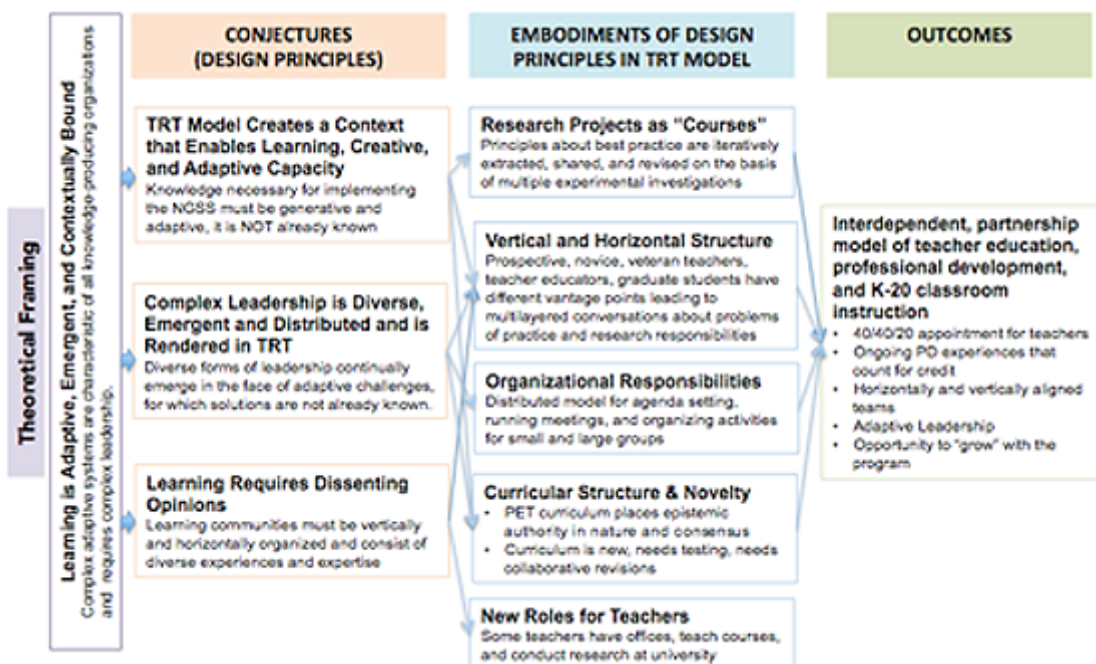 Theoretical Framing
Learning is Adaptive, Emergent, and Contextually Bound
Complex adaptive systems are characteristic of all knowledge-producing organizations
and requires complex leadership.
CONJECTURES
(DESIGN PRINCIPLES)
TRT Model Creates a Context
that Enables Learning, Creative,
and Adaptive Capacity
Knowledge necessary for implementing
the NGSS must be generative and
adaptive, it is NOT already known
Complex Leadership is Diverse,
Emergent and Distributed and is
Rendered in TRT
Diverse forms of leadership continually
emerge in the face of adaptive challenges,
for which solutions are not already known.
Learning Requires Dissenting
Opinions
Learning communities must be vertically
and horizontally organized and consist of
diverse experiences and expertise
EMBODIMENTS OF DESIGN
PRINCIPLES IN TRT MODEL
Research Projects as "Courses"
Principles about best practice are iteratively
extracted, shared, and revised on the basis
of multiple experimental investigations
Vertical and Horizontal Structure
Prospective, novice, veteran teachers,
teacher educators, graduate students have
different vantage points leading to
multilayered conversations about problems
of practice and research responsibilities
Organizational Responsibilities
Distributed model for agenda setting,
running meetings, and organizing activities
for small and large groups
Curricular Structure & Novelty
• PET curriculum places epistemic
authority in nature and consensus
• Curriculum is new, needs testing, needs
collaborative revisions
New Roles for Teachers
Some teachers have offices, teach courses,
and conduct research at university
OUTCOMES
Interdependent, partnership
model of teacher education,
professional development,
and K-20 classroom
instruction
• 40/40/20 appointment for teachers
• Ongoing PD experiences that
count for credit
• Horizontally and vertically aligned
teams
• Adaptive Leadership
• Opportunity to "grow" with the
program